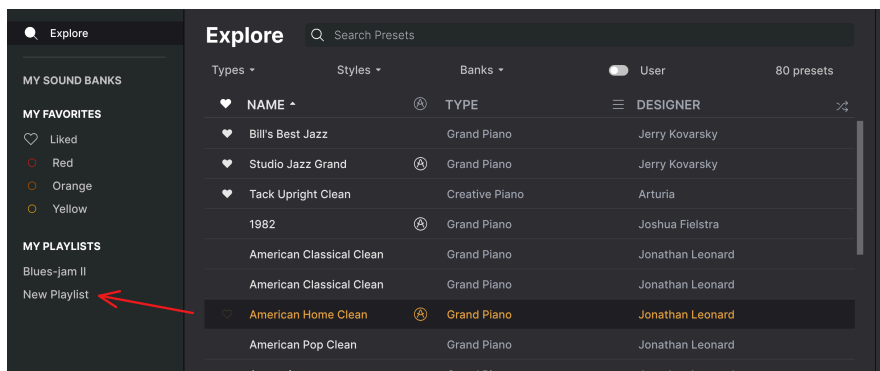 Explore
MY SOUND BANKS
MY FAVORITES
Liked
Red
Orange
Yellow
MY PLAYLISTS
Blues-jam II
New Playlist
Explore Search Presets
Types Styles Banks User 80 presets
NAME TYPE DESIGNER
Bill's Best Jazz Grand Piano Jerry Kovarsky
Studio Jazz Grand Grand Piano Jerry Kovarsky
Tack Upright Clean Creative Piano Arturia
1982 Grand Piano Joshua Fielstra
American Classical Clean Grand Piano Jonathan Leonard
American Classical Clean Grand Piano Jonathan Leonard
American Home Clean Grand Piano Jonathan Leonard
American Pop Clean Grand Piano Jonathan Leonard